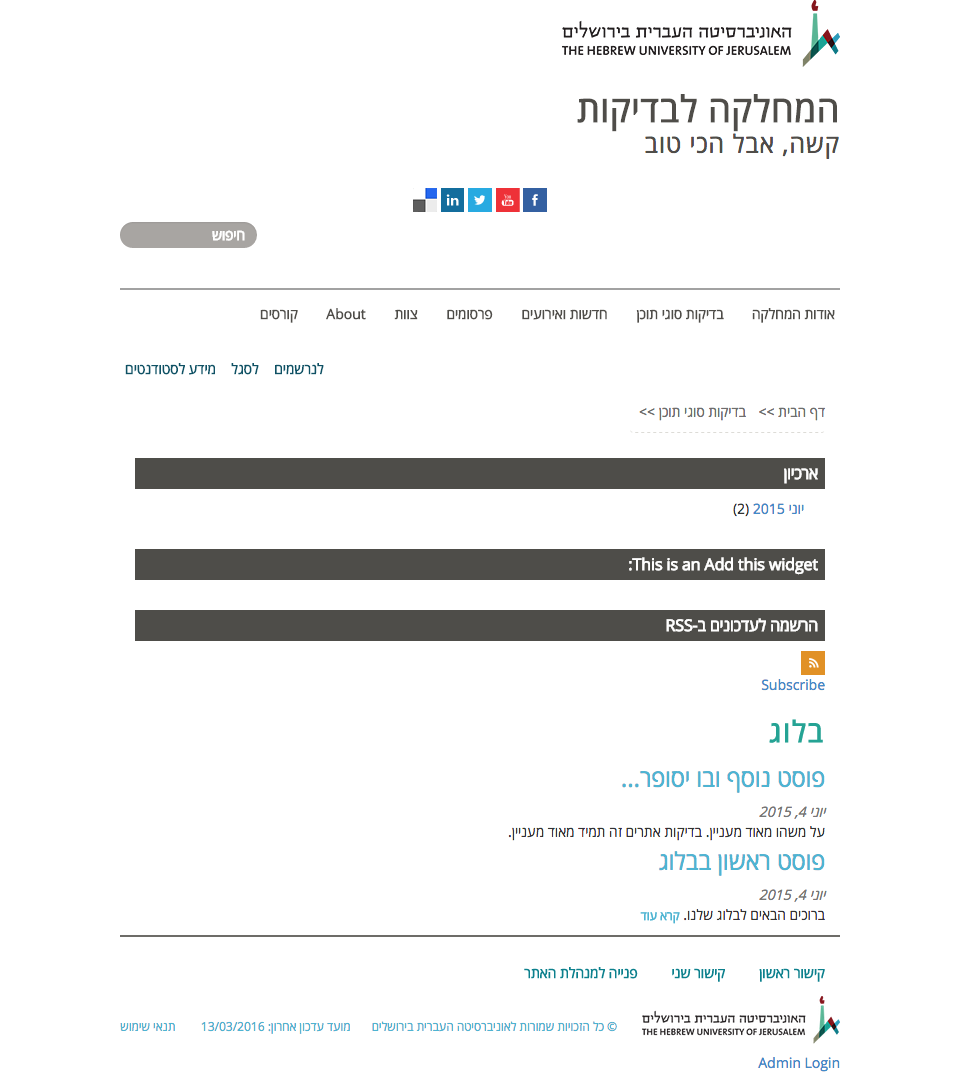 האוניברסיטה העברית בירושלים
THE HEBREW UNIVERSITY OF JERUSALEM
המחלקה לבדיקות
קשה, אבל הכי טוב
f You Tube in
חיפוש
אודות המחלקה בדיקות סוגי תוכן חדשות ואירועים פרסומים צוות About קורסים
לנרשמים לסגל מידע לסטודנטים
דף הבית >> בדיקות סוגי תוכן >>
ארכיון
יוני 2015 (2)
This is an Add this widget:
הרשמה לעדכונים ב-RSS
Subscribe
בלוג
פוסט נוסף ובו יסופר...
יוני 4, 2015
על משהו מאוד מעניין. בדיקות אתרים זה תמיד מאוד מעניין.
פוסט ראשון בבלוג
יוני 4, 2015
ברוכים הבאים לבלוג שלנו. קרא עוד
קישור ראשון קישור שני פנייה למנהלת האתר
האוניברסיטה העברית בירושלים
THE HEBREW UNIVERSITY OF JERUSALEM
© כל הזכויות שמורות לאוניברסיטה העברית בירושלים מועד עדכון אחרון: 13/03/2016 תנאי שימוש
Admin Login